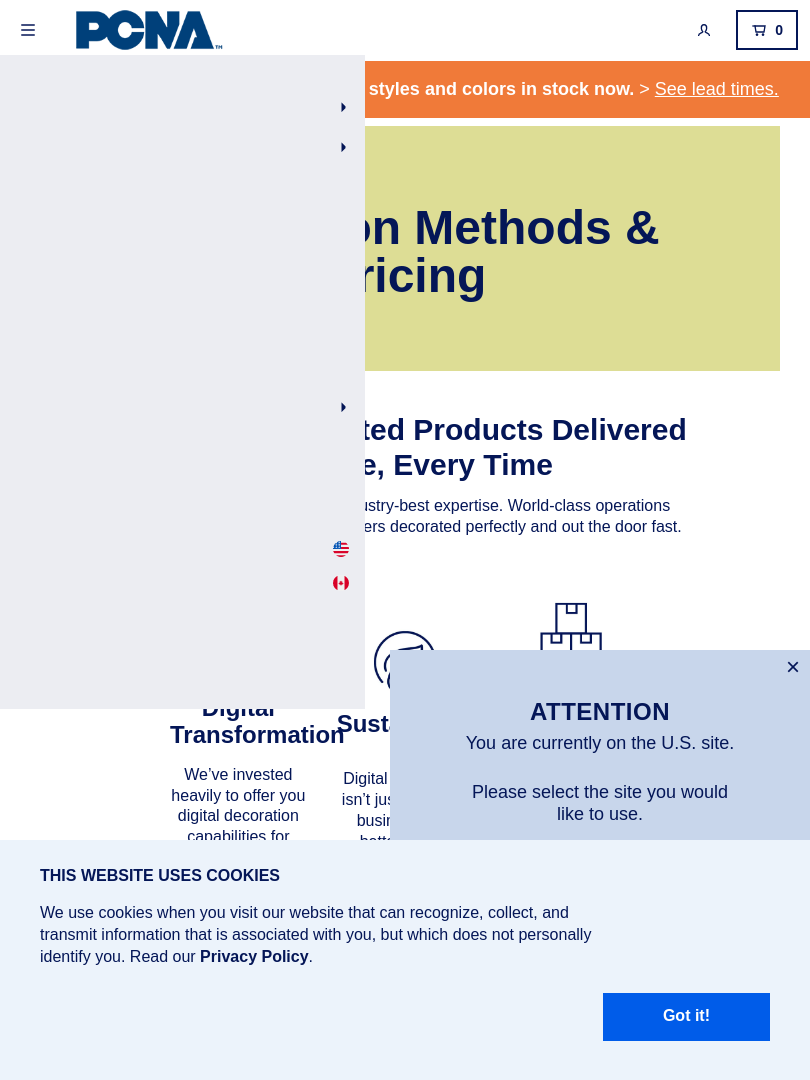 PCNA™
0
styles and colors in stock now. > See lead times.
on Methods &
ricing
ted Products Delivered
e, Every Time
ustry-best expertise. World-class operations
ers decorated perfectly and out the door fast.
Digital
Transformation
We’ve invested
heavily to offer you
digital decoration
capabilities for
Susta
Digital
isn’t jus
busin
bette
×
ATTENTION
You are currently on the U.S. site.
Please select the site you would
like to use.
THIS WEBSITE USES COOKIES
We use cookies when you visit our website that can recognize, collect, and
transmit information that is associated with you, but which does not personally
identify you. Read our Privacy Policy.
Got it!